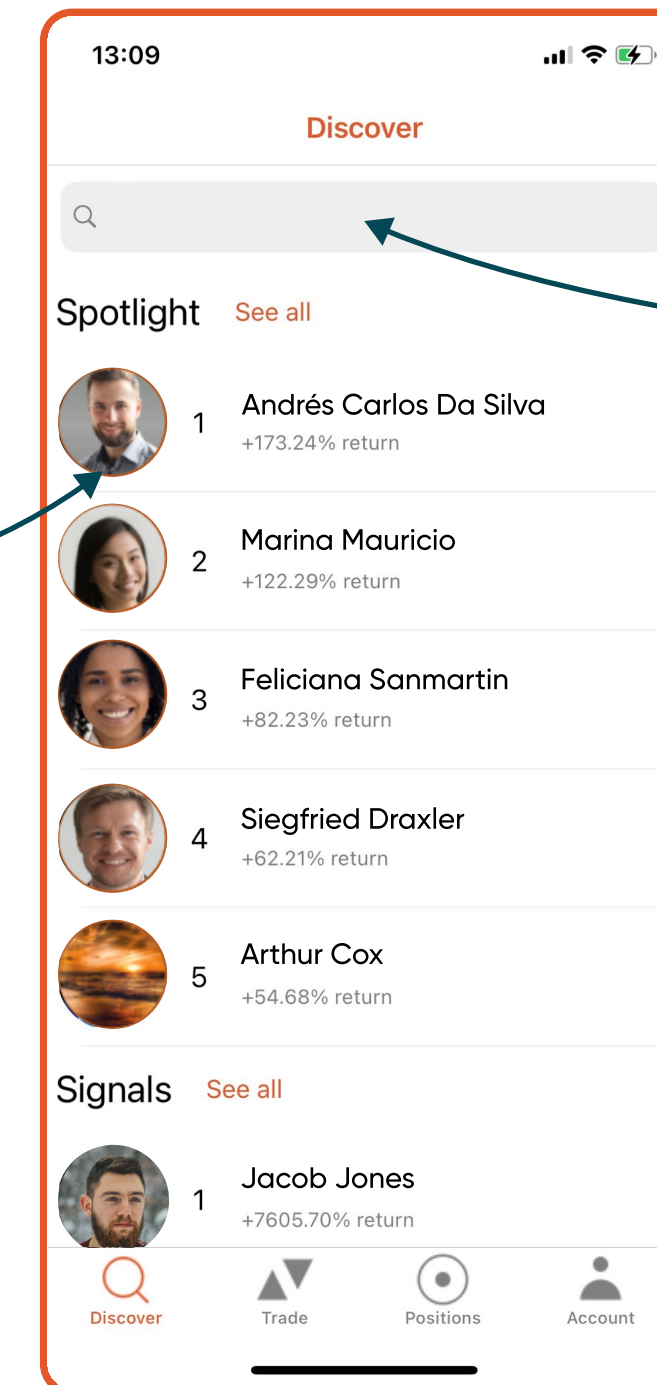 13:09
Discover
Spotlight See all
1 Andrés Carlos Da Silva
+173.24% return
2 Marina Mauricio
+122.29% return
3 Feliciana Sanmartin
+82.23% return
4 Siegfried Draxler
+62.21% return
5 Arthur Cox
+54.68% return
Signals See all
1 Jacob Jones
+7605.70% return
Discover Trade Positions Account